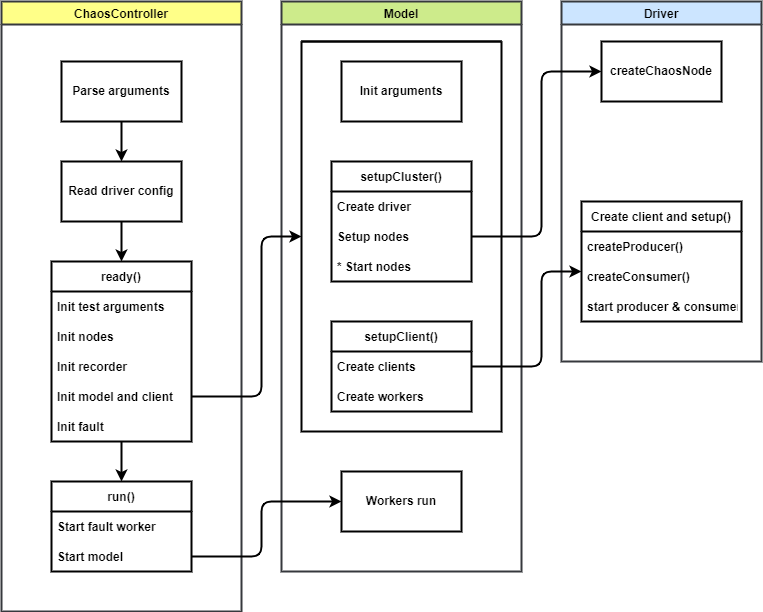 ChaosController
Parse arguments
Read driver config
ready()
Init test arguments
Init nodes
Init recorder
Init model and client
Init fault
run()
Start fault worker
Start model
Model
Init arguments
setupCluster()
Create driver
Setup nodes
* Start nodes
setupClient()
Create clients
Create workers
Workers run
Driver
createChaosNode
Create client and setup()
createProducer()
createConsumer()
start producer & consumer